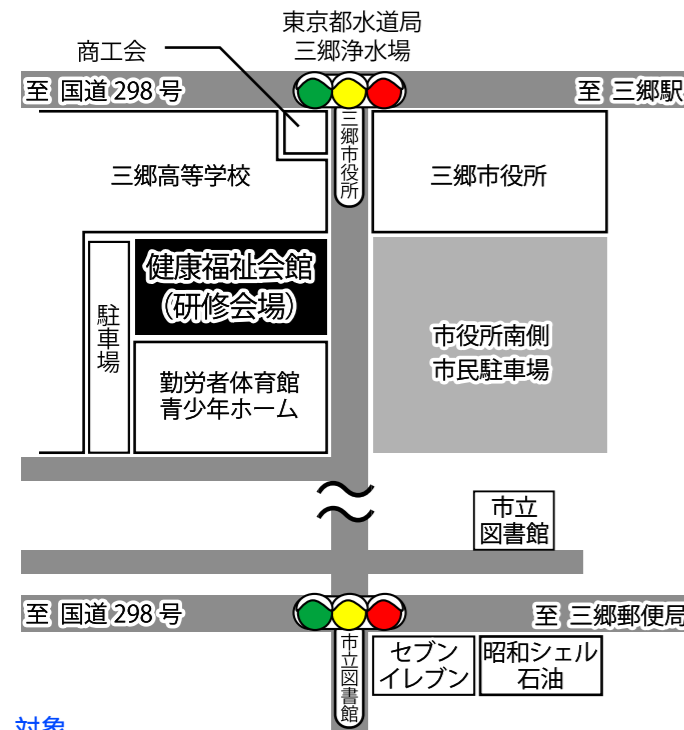 東京都水道局
三郷浄水場
商工会
至 国道298号
至 三郷駅
三郷市役所
三郷高等学校
三郷市役所
健康福祉会館
（研修会場）
駐車場
市役所南側
市民駐車場
勤労者体育館
青少年ホーム
市立
図書館
至 国道298号
至 三郷郵便局
市立図書館
セブン
イレブン
昭和シェル
石油
対象